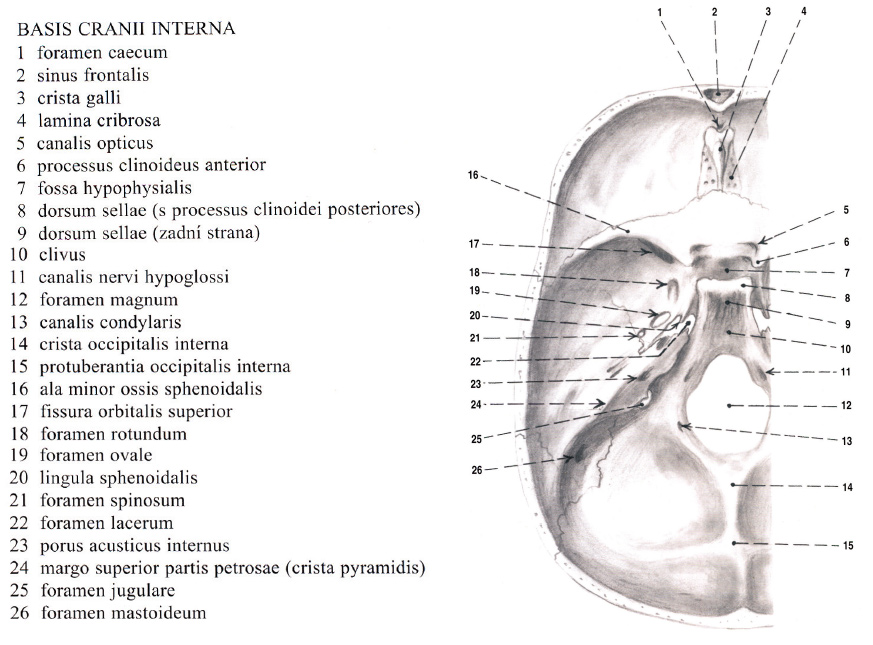 BASIS CRANII INTERNA
1 foramen caecum
2 sinus frontalis
3 crista galli
4 lamina cribrosa
5 canalis opticus
6 processus clinoideus anterior
7 fossa hypophysialis
8 dorsum sellae (s processus clinoidei posteriores)
9 dorsum sellae (zadní strana)
10 clivus
11 canalis nervi hypoglossi
12 foramen magnum
13 canalis condylaris
14 crista occipitalis interna
15 protuberantia occipitalis interna
16 ala minor ossis sphenoidalis
17 fissura orbitalis superior
18 foramen rotundum
19 foramen ovale
20 lingula sphenoidalis
21 foramen spinosum
22 foramen lacerum
23 porus acusticus internus
24 margo superior partis petrosae (crista pyramidis)
25 foramen jugulare
26 foramen mastoideum
1 2 3 4
16
17
18
19
20
21
22
23
24
25
26
5
6
7
8
9
10
11
12
13
14
15